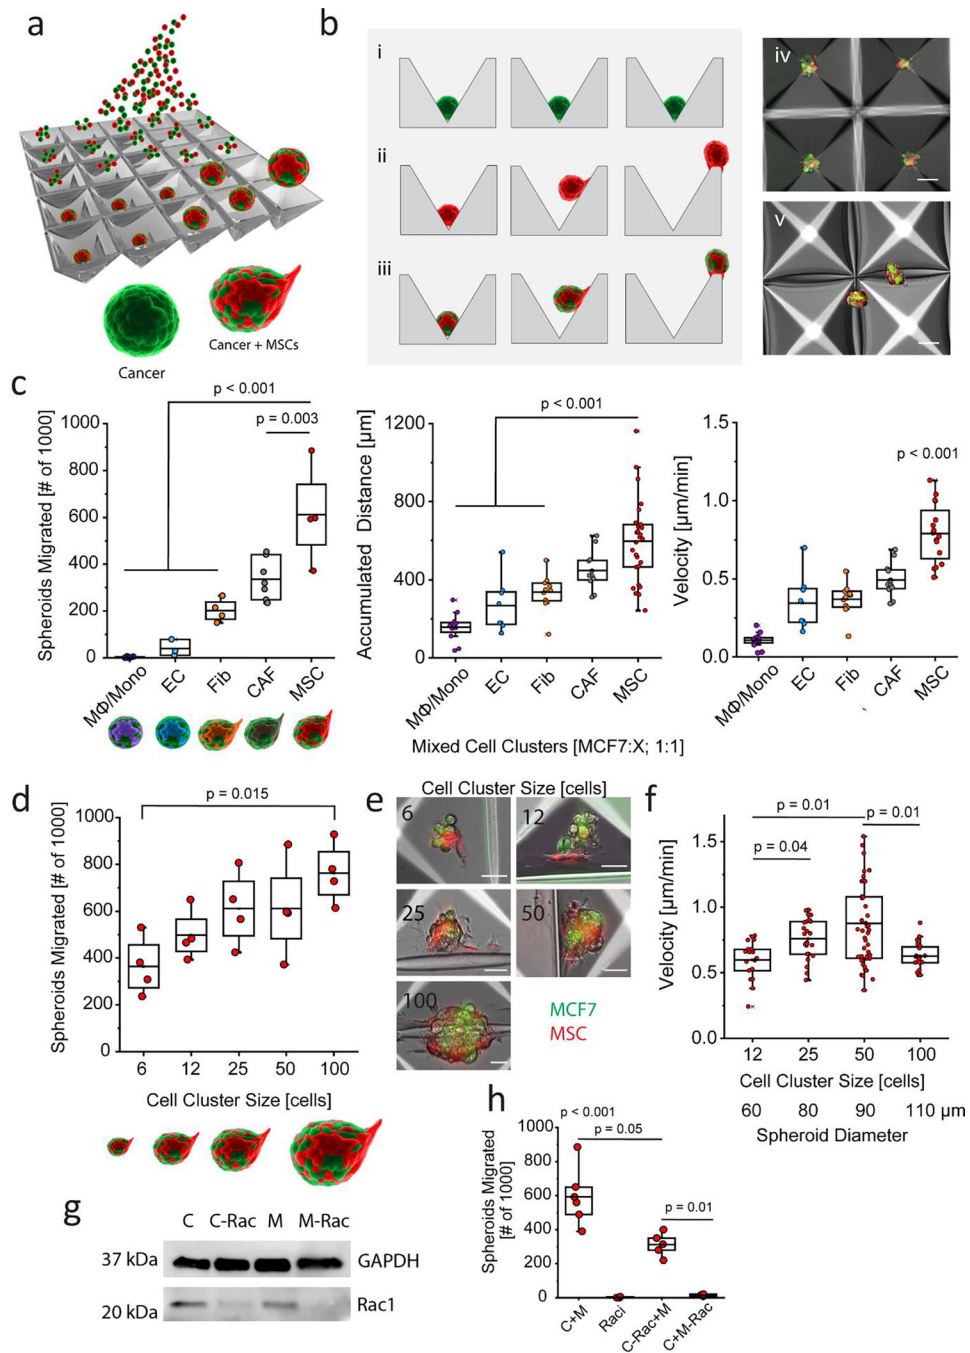 a
Cancer
Cancer + MSCs
b
i
ii
iii
iv
v
c
p < 0.001
p = 0.003
Spheroids Migrated [# of 1000]
1000
800
600
400
200
0
MΦ/Mono
EC
Fib
CAF
MSC
p < 0.001
Accumulated Distance [µm]
1200
800
400
0
MΦ/Mono
EC
Fib
CAF
MSC
p < 0.001
Velocity [µm/min]
1.5
1.0
0.5
0.0
MΦ/Mono
EC
Fib
CAF
MSC
Mixed Cell Clusters [MCF7:X; 1:1]
d
p = 0.015
Spheroids Migrated [# of 1000]
1000
800
600
400
200
0
6
12
25
50
100
Cell Cluster Size [cells]
e
Cell Cluster Size [cells]
6
12
25
50
100
MCF7
MSC
f
p = 0.01
p = 0.01
p = 0.04
Velocity [µm/min]
1.5
1.0
0.5
0.0
12
25
50
100
Cell Cluster Size [cells]
60
80
90
110 µm
Spheroid Diameter
g
C
C-Rac
M
M-Rac
37 kDa
GAPDH
20 kDa
Rac1
h
p < 0.001
p = 0.05
p = 0.01
Spheroids Migrated
[# of 1000]
1000
800
600
400
200
0
C+M
Raci
C-Rac+M
C+M-Rac